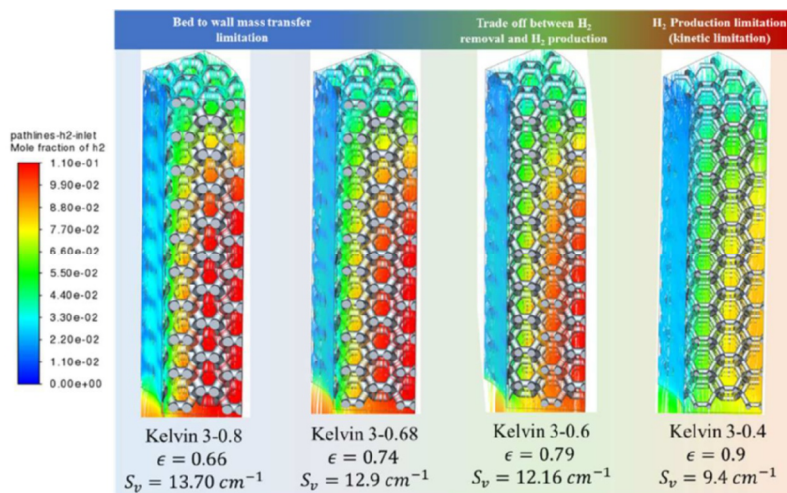 Bed to wall mass transfer
limitation
Trade off between H₂
removal and H₂ production
H₂ Production limitation
(kinetic limitation)
pathlines-h2-inlet
Mole fraction of h2
1.10e-01
9.90e-02
8.80e-02
7.70e-02
6.60e-02
5.50e-02
4.40e-02
3.30e-02
2.20e-02
1.10e-02
0.00e+00
Kelvin 3-0.8
ϵ = 0.66
Sᵥ = 13.70 cm⁻¹
Kelvin 3-0.68
ϵ = 0.74
Sᵥ = 12.9 cm⁻¹
Kelvin 3-0.6
ϵ = 0.79
Sᵥ = 12.16 cm⁻¹
Kelvin 3-0.4
ϵ = 0.9
Sᵥ = 9.4 cm⁻¹